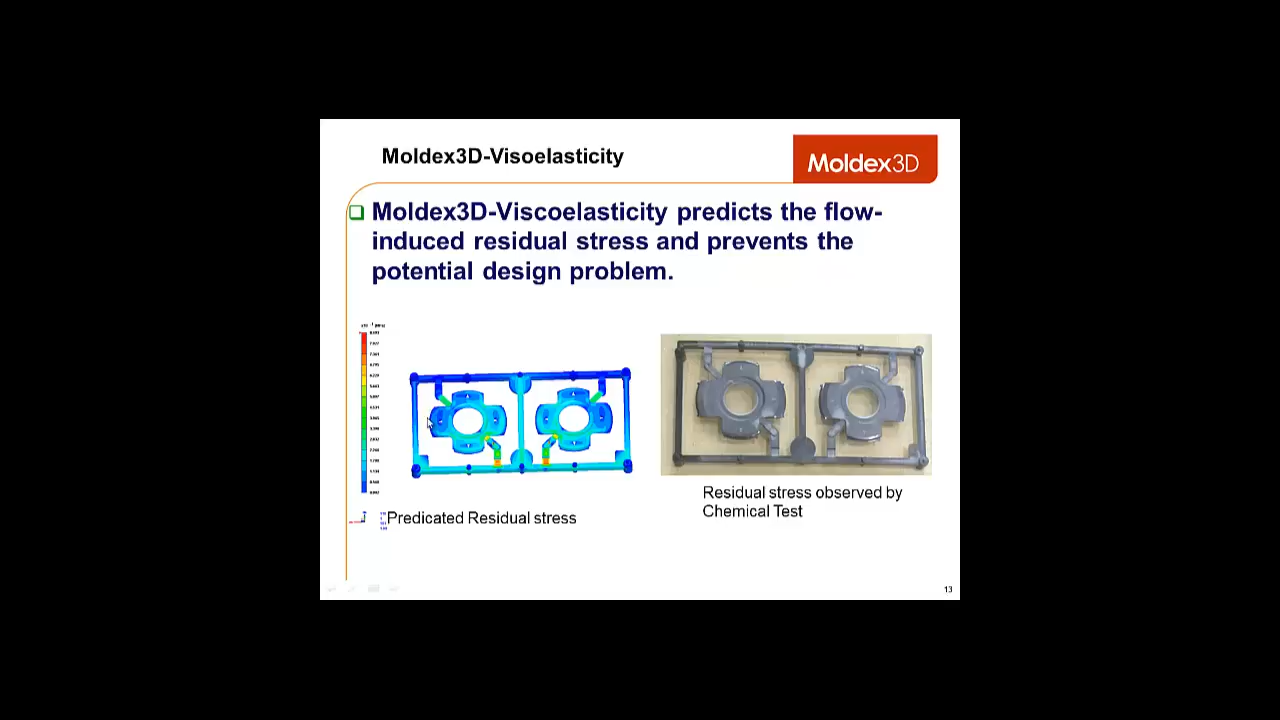 Moldex3D-Visoelasticity
Moldex3D
Moldex3D-Viscoelasticity predicts the flow-
induced residual stress and prevents the
potential design problem.
Predicated Residual stress
Residual stress observed by
Chemical Test
13